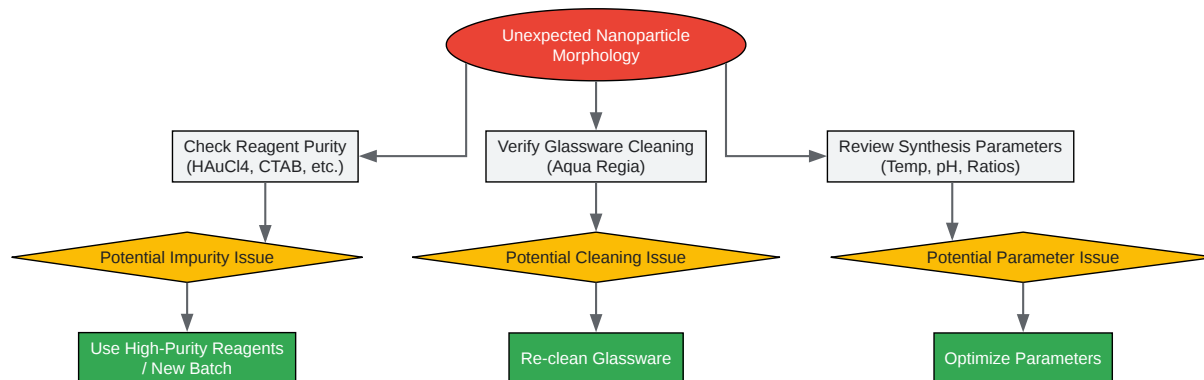 Unexpected Nanoparticle
Morphology
Check Reagent Purity
(HAuCl4, CTAB, etc.)
Verify Glassware Cleaning
(Aqua Regia)
Review Synthesis Parameters
(Temp, pH, Ratios)
Potential Impurity Issue
Potential Cleaning Issue
Potential Parameter Issue
Use High-Purity Reagents
/ New Batch
Re-clean Glassware
Optimize Parameters